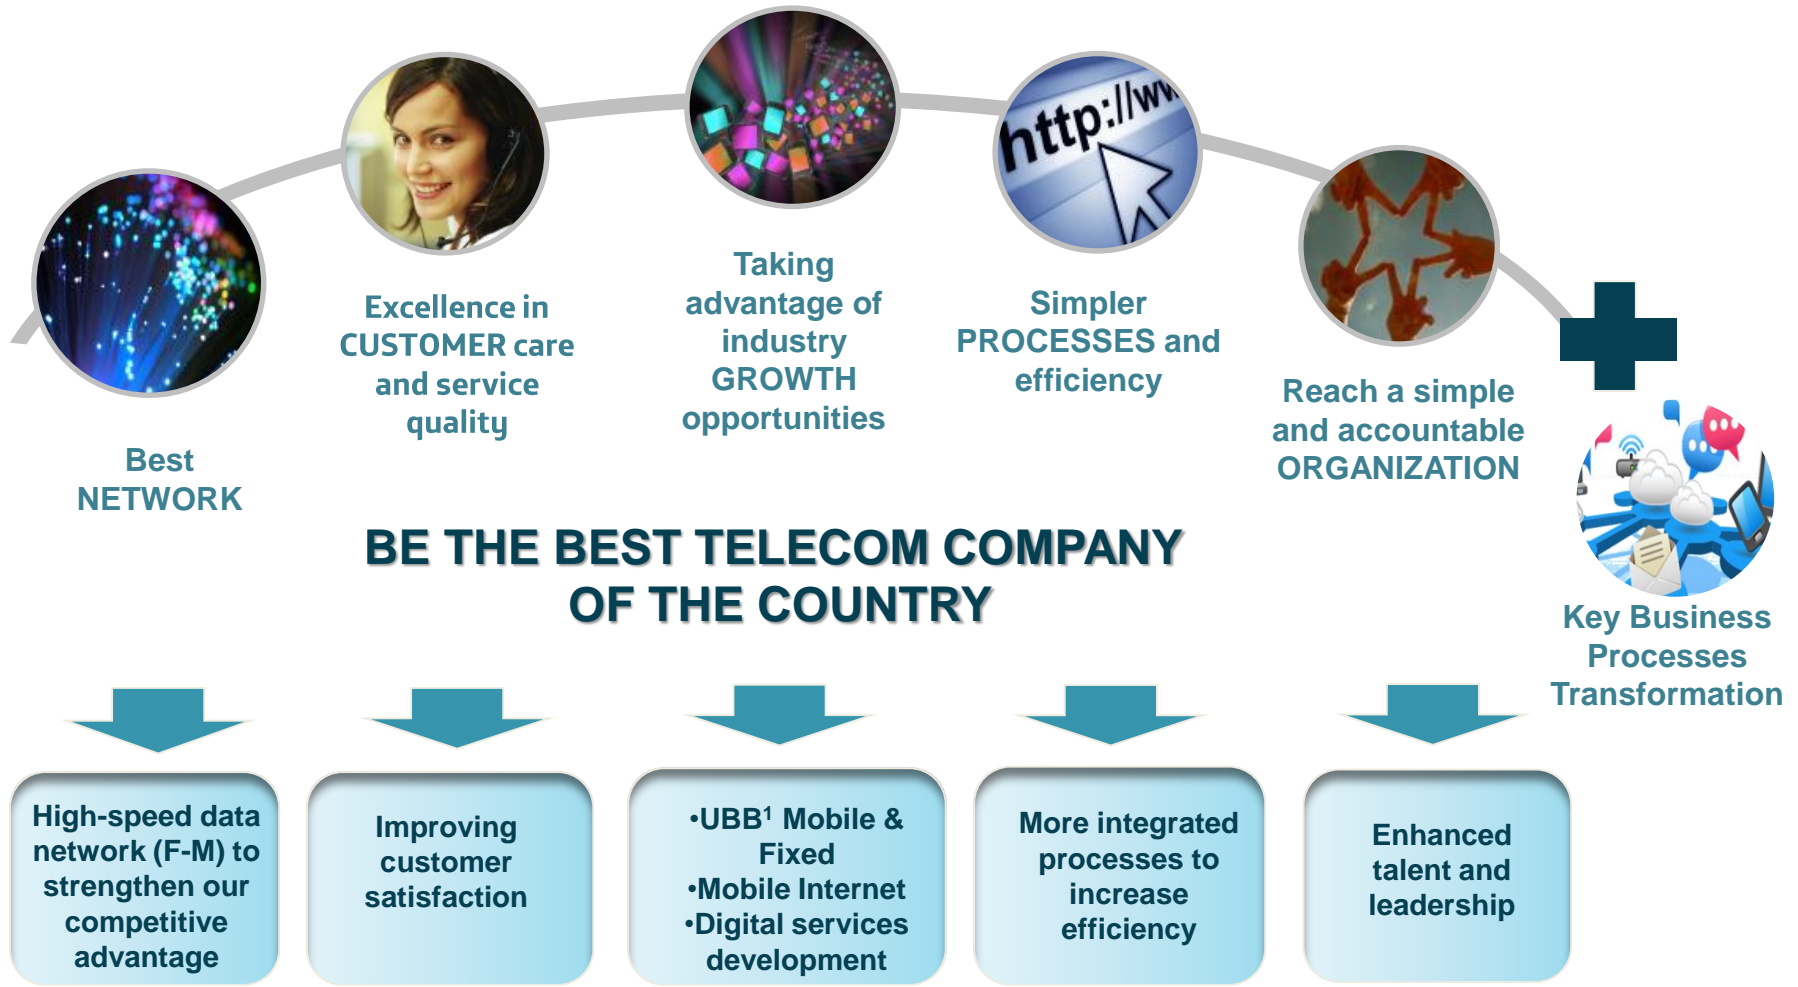 http://ww
Best
NETWORK
Excellence in
CUSTOMER care
and service
quality
Taking
advantage of
industry
GROWTH
opportunities
Simpler
PROCESSES and
efficiency
Reach a simple
and accountable
ORGANIZATION
Key Business
Processes
Transformation
BE THE BEST TELECOM COMPANY
OF THE COUNTRY
High-speed data
network (F-M) to
strengthen our
competitive
advantage
Improving
customer
satisfaction
•UBB¹ Mobile &
Fixed
•Mobile Internet
•Digital services
development
More integrated
processes to
increase
efficiency
Enhanced
talent and
leadership